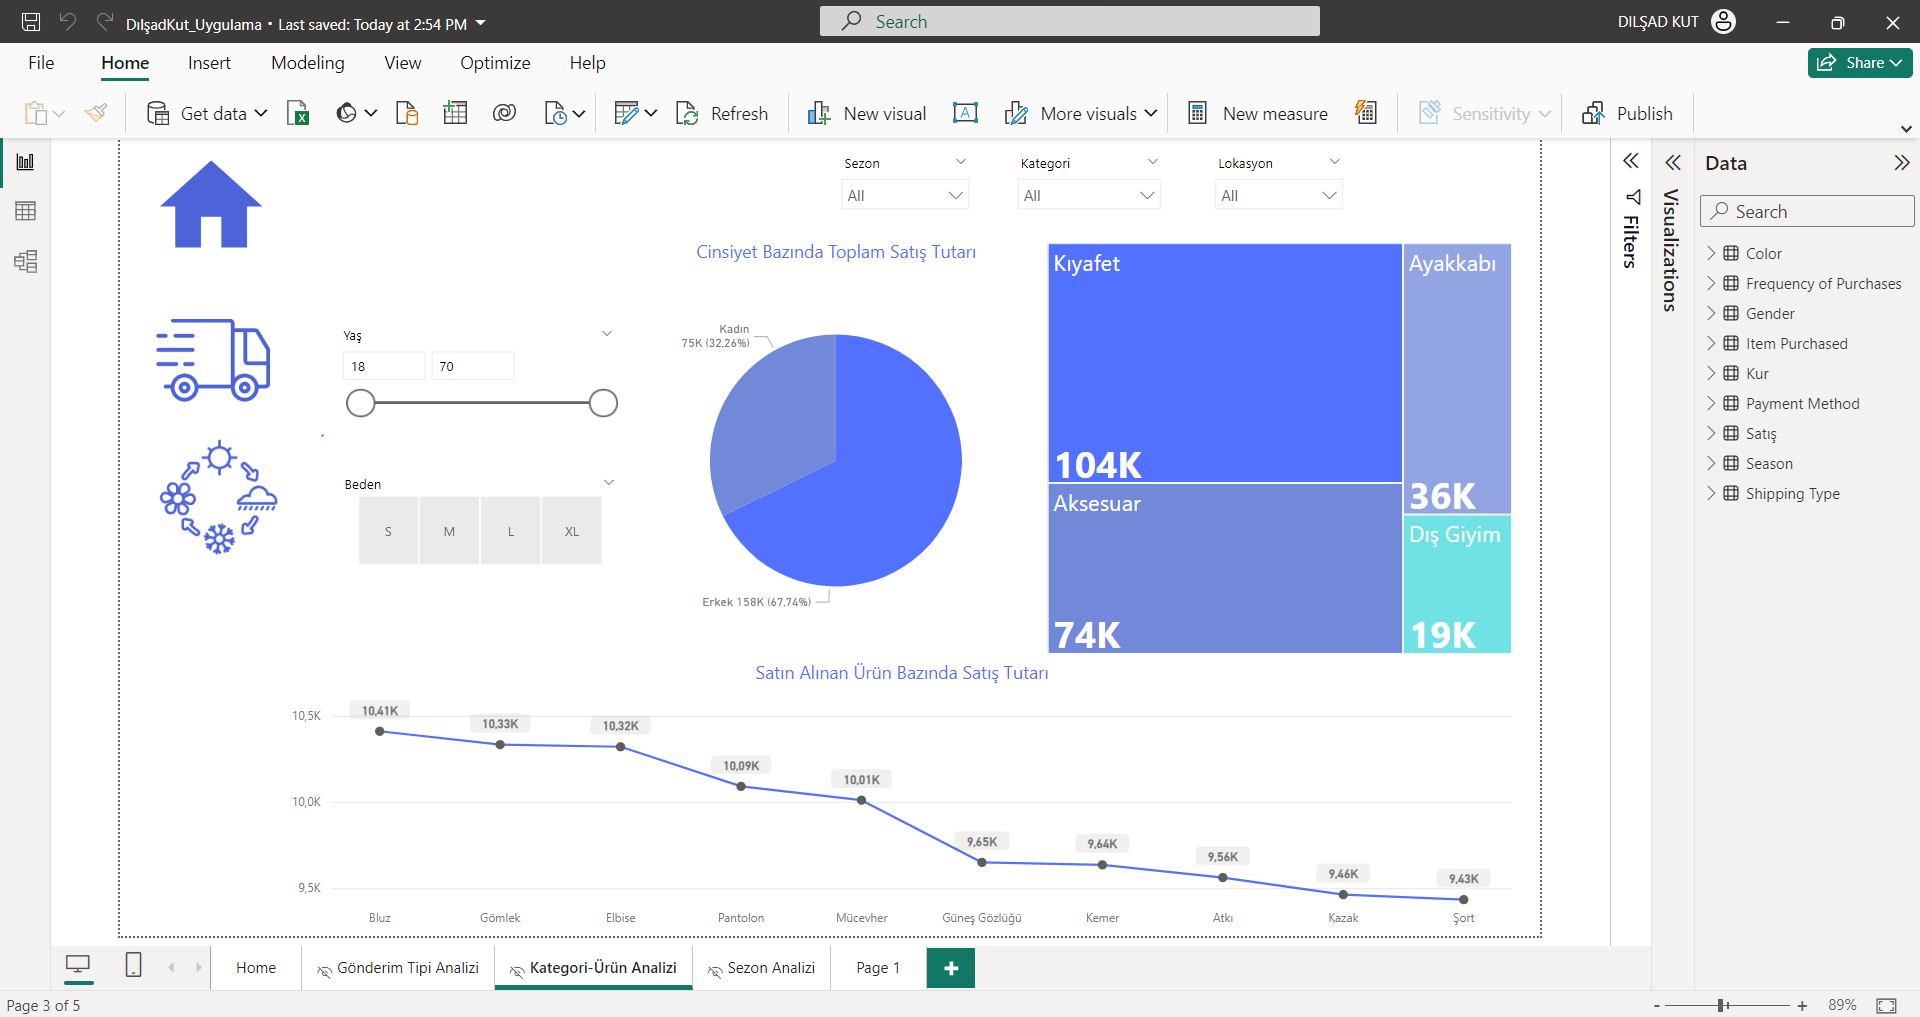 DılşadKut_Uygulama • Last saved: Today at 2:54 PM
Search
DILŞAD KUT
File
Home
Insert
Modeling
View
Optimize
Help
Share
Get data
Refresh
New visual
More visuals
New measure
Sensitivity
Publish
Sezon
All
Kategori
All
Lokasyon
All
Yaş
18
70
Beden
S
M
L
XL
Cinsiyet Bazında Toplam Satış Tutarı
Kadın
75K (32,26%)
Erkek 158K (67,74%)
Kıyafet
104K
Aksesuar
74K
Ayakkabı
36K
Dış Giyim
19K
Satın Alınan Ürün Bazında Satış Tutarı
10,5K
10,0K
9,5K
10,41K
10,33K
10,32K
10,09K
10,01K
9,65K
9,64K
9,56K
9,46K
9,43K
Bluz
Gömlek
Elbise
Pantolon
Mücevher
Güneş Gözlüğü
Kemer
Atkı
Kazak
Şort
Filters
Visualizations
Data
Search
Color
Frequency of Purchases
Gender
Item Purchased
Kur
Payment Method
Satış
Season
Shipping Type
Home
Gönderim Tipi Analizi
Kategori-Ürün Analizi
Sezon Analizi
Page 1
Page 3 of 5
- + 89%